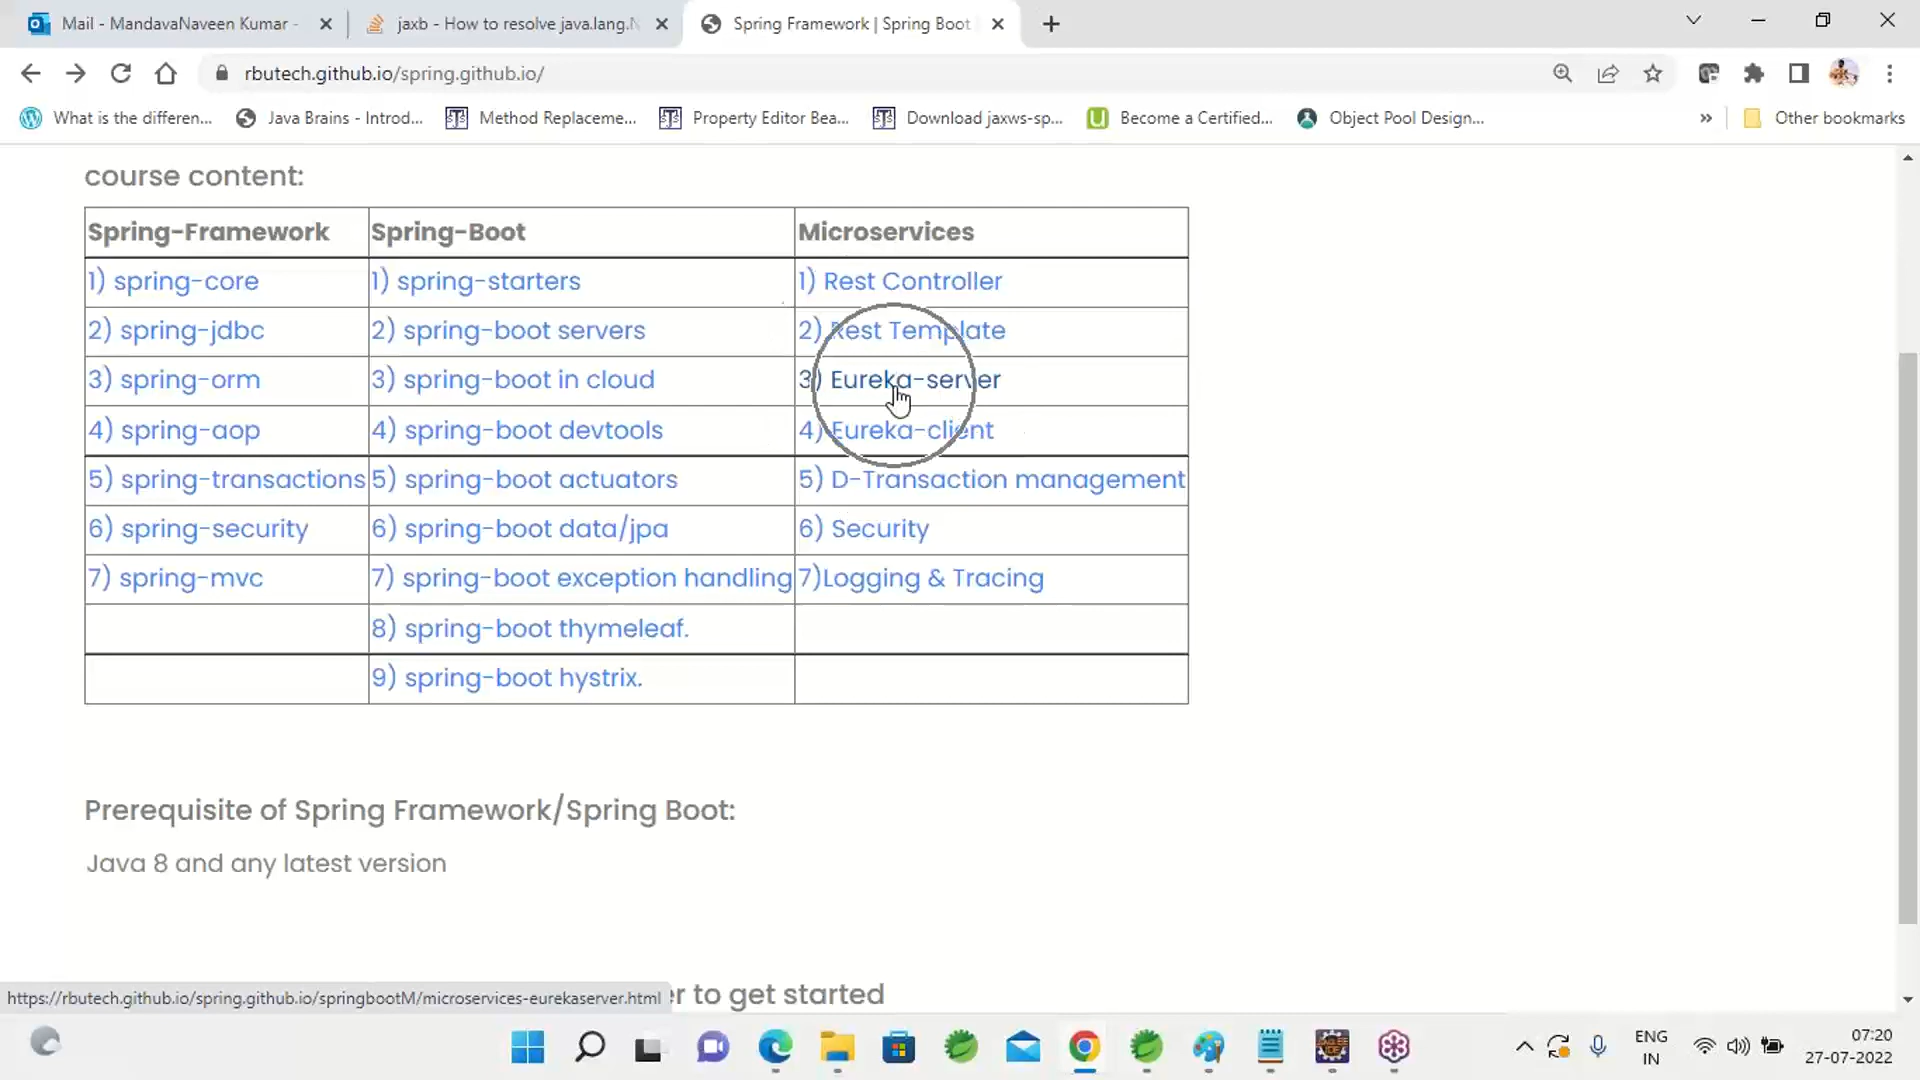 Mail - MandavaNaveen Kumar -
jaxb - How to resolve java.lang.N
Spring Framework | Spring Boot
rbutech.github.io/spring.github.io/
What is the differen...
Java Brains - Introd...
Method Replaceme...
Property Editor Bea...
Download jaxws-sp...
Become a Certified...
Object Pool Design...
»
Other bookmarks
course content:
Spring-Framework Spring-Boot Microservices
1) spring-core 1) spring-starters 1) Rest Controller
2) spring-jdbc 2) spring-boot servers 2) Rest Template
3) spring-orm 3) spring-boot in cloud 3) Eureka-server
4) spring-aop 4) spring-boot devtools 4) Eureka-client
5) spring-transactions 5) spring-boot actuators 5) D-Transaction management
6) spring-security 6) spring-boot data/jpa 6) Security
7) spring-mvc 7) spring-boot exception handling 7)Logging & Tracing
8) spring-boot thymeleaf.
9) spring-boot hystrix.
Prerequisite of Spring Framework/Spring Boot:
Java 8 and any latest version
https://rbutech.github.io/spring.github.io/springbootM/microservices-eurekaserver.html
to get started
ENG
IN
07:20
27-07-2022